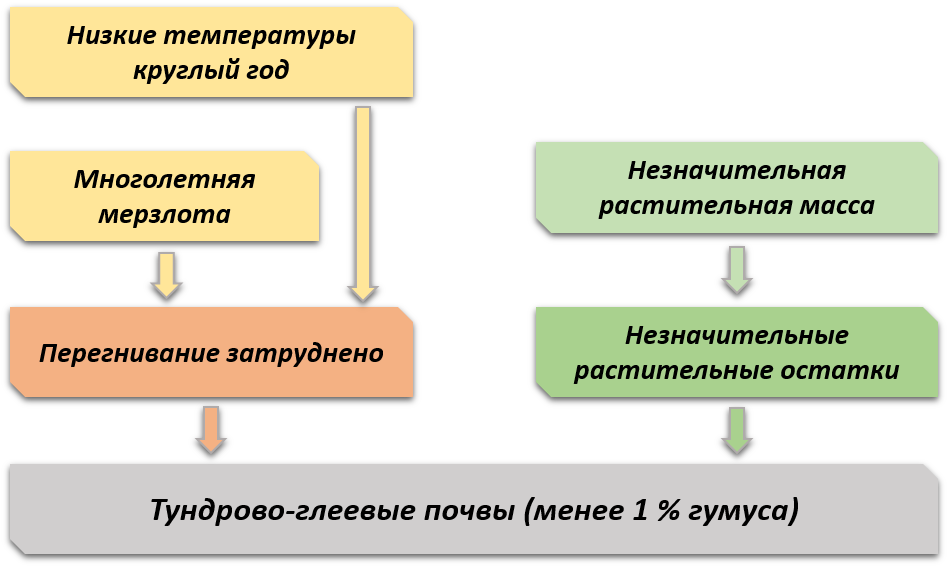 Низкие температуры
круглый год
Многолетняя
мерзлота
Незначительная
растительная масса
Перегнивание затруднено
Незначительные
растительные остатки
Тундрово-глеевые почвы (менее 1 % гумуса)